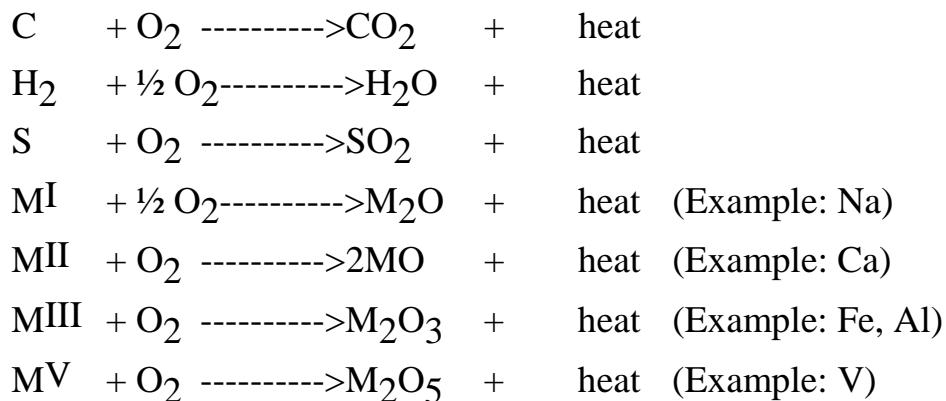 C + O₂ ---------->CO₂ + heat
H₂ + ½ O₂---------->H₂O + heat
S + O₂ ---------->SO₂ + heat
Mᴵ + ½ O₂---------->M₂O + heat (Example: Na)
Mᴵᴵ + O₂ ---------->2MO + heat (Example: Ca)
Mᴵᴵᴵ + O₂ ---------->M₂O₃ + heat (Example: Fe, Al)
Mⱽ + O₂ ---------->M₂O₅ + heat (Example: V)